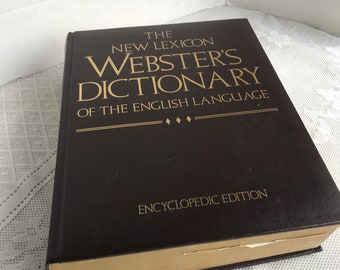 THE
NEW LEXICON
WEBSTER'S
DICTIONARY
OF THE ENGLISH LANGUAGE
ENCYCLOPEDIC EDITION